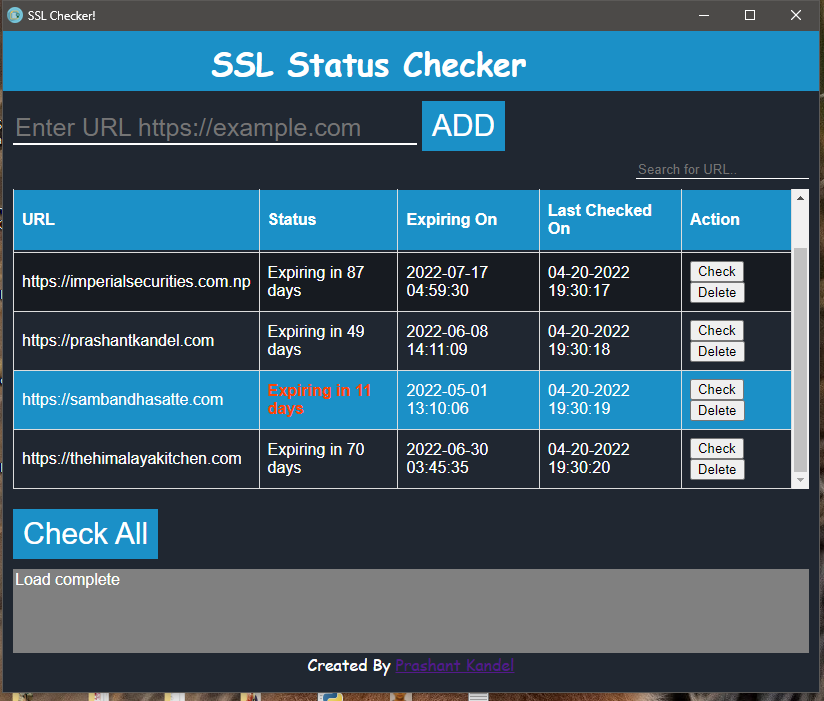 SSL Checker!
SSL Status Checker
Enter URL https://example.com
ADD
Search for URL..
URL Status Expiring On Last Checked
On Action
https://imperialsecurities.com.np Expiring in 87
days 2022-07-17
04:59:30 04-20-2022
19:30:17 Check
Delete
https://prashantkandel.com Expiring in 49
days 2022-06-08
14:11:09 04-20-2022
19:30:18 Check
Delete
https://sambandhasatte.com Expiring in 11
days 2022-05-01
13:10:06 04-20-2022
19:30:19 Check
Delete
https://thehimalayakitchen.com Expiring in 70
days 2022-06-30
03:45:35 04-20-2022
19:30:20 Check
Delete
Check All
Load complete
Created By Prashant Kandel